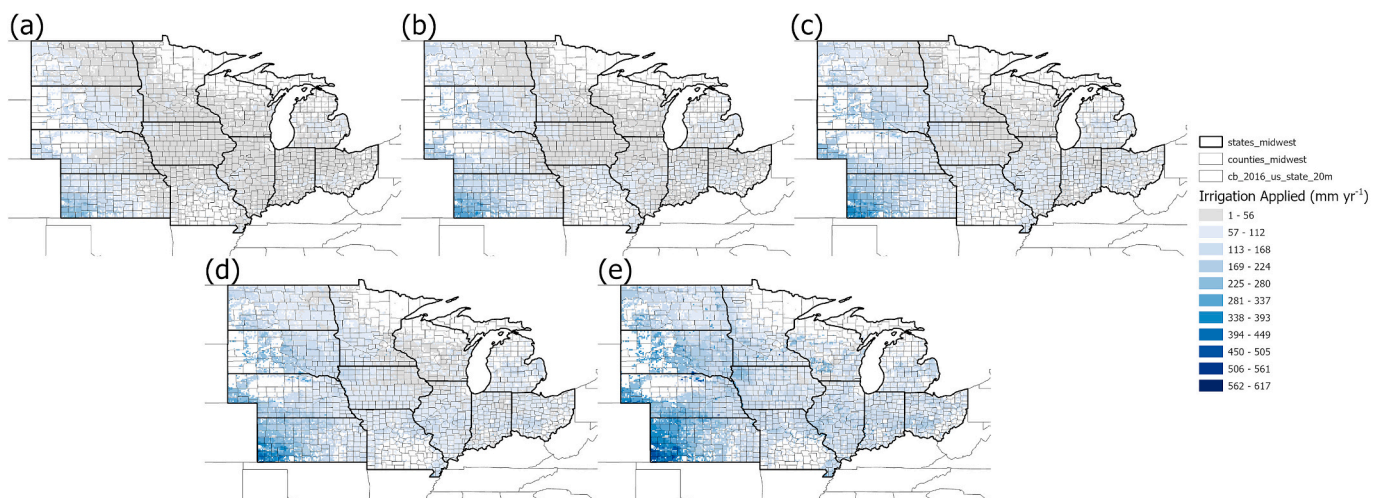 (a)
(b)
(c)
states_midwest
counties_midwest
cb_2016_us_state_20m
Irrigation Applied (mm yr⁻¹)
1 - 56
57 - 112
113 - 168
169 - 224
225 - 280
281 - 337
338 - 393
394 - 449
450 - 505
506 - 561
562 - 617
(d)
(e)